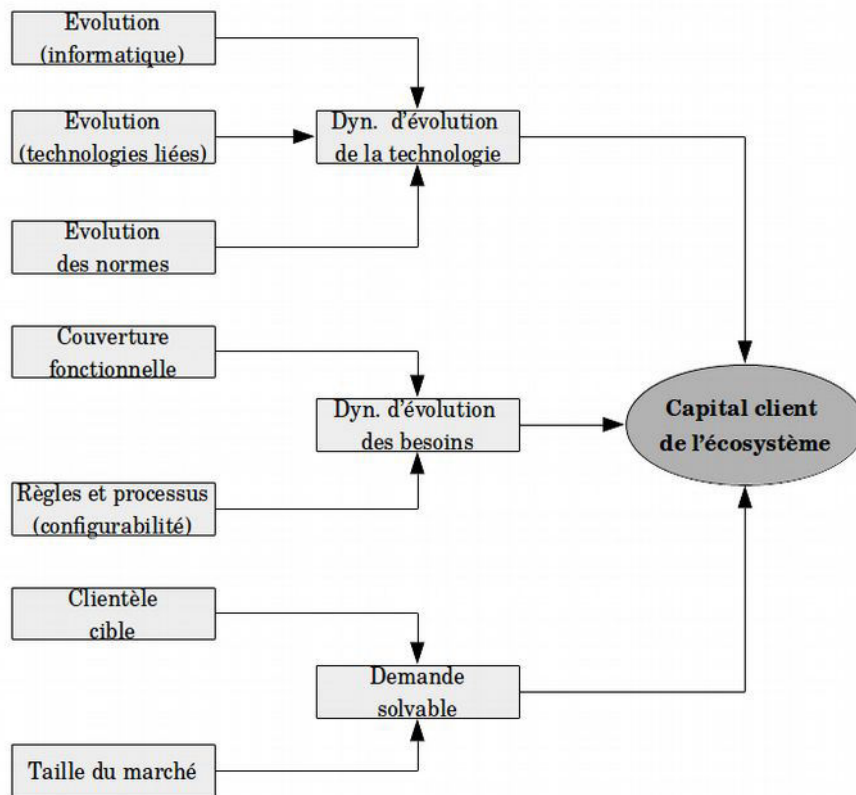 Evolution
(informatique)
Evolution
(technologies liées)
Dyn. d'évolution
de la technologie
Evolution
des normes
Couverture
fonctionnelle
Dyn. d'évolution
des besoins
Capital client
de l'écosystème
Règles et processus
(configurabilité)
Clientèle
cible
Demande
solvable
Taille du marché